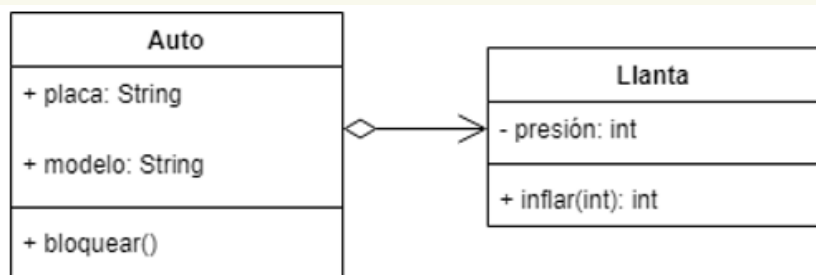 Auto
+ placa: String
+ modelo: String
+ bloquear()
Llanta
- presión: int
+ inflar(int): int